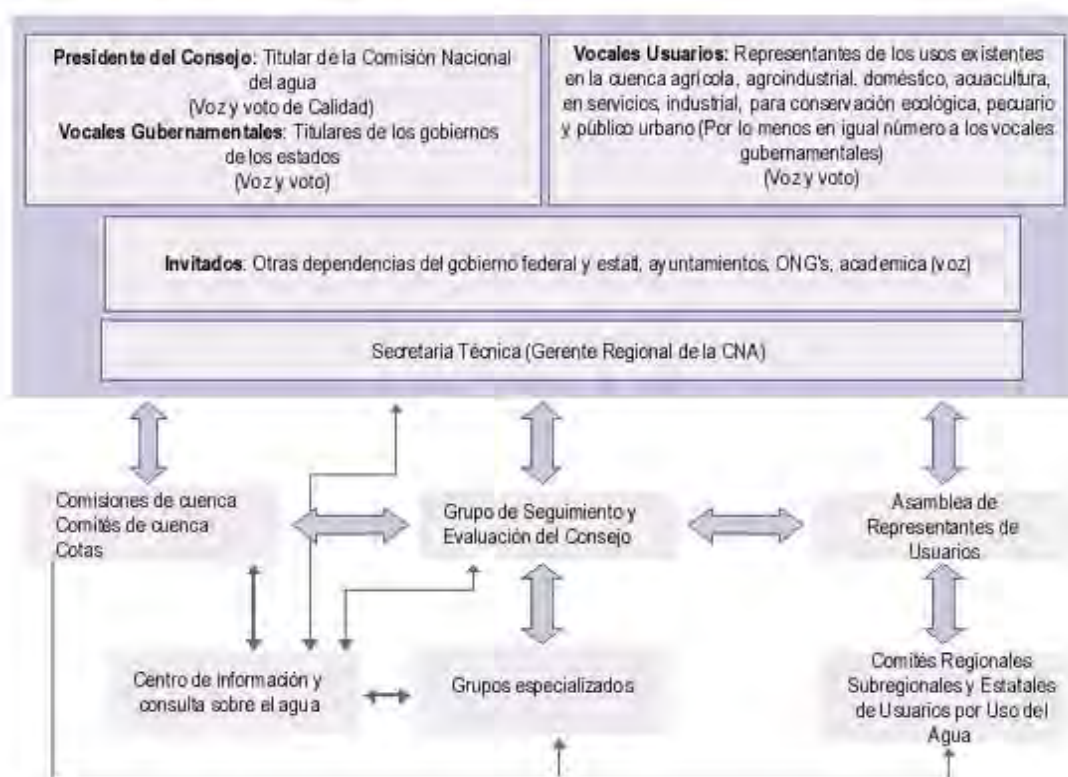 Presidente del Consejo: Titular de la Comisión Nacional
del agua
(Voz y voto de Calidad)
Vocales Gubernamentales: Titulares de los gobiernos
de los estados
(Voz y voto)
Vocales Usuarios: Representantes de los usos existentes
en la cuenca agrícola, agroindustrial, doméstico, acuacultura,
en servicios, industrial, para conservación ecológica, pecuario
y público urbano (Por lo menos en igual número a los vocales
gubernamentales)
(Voz y voto)
Invitados: Otras dependencias del gobierno federal y estatl, ayuntamientos, ONG's, academica (voz)
Secretaria Técnica (Gerente Regional de la CNA)
Comisiones de cuenca
Comités de cuenca
Cotas
Grupo de Seguimiento y
Evaluación del Consejo
Asamblea de
Representantes de
Usuarios
Centro de información y
consulta sobre el agua
Grupos especializados
Comités Regionales
Subregionales y Estatales
de Usuarios por Uso del
Agua